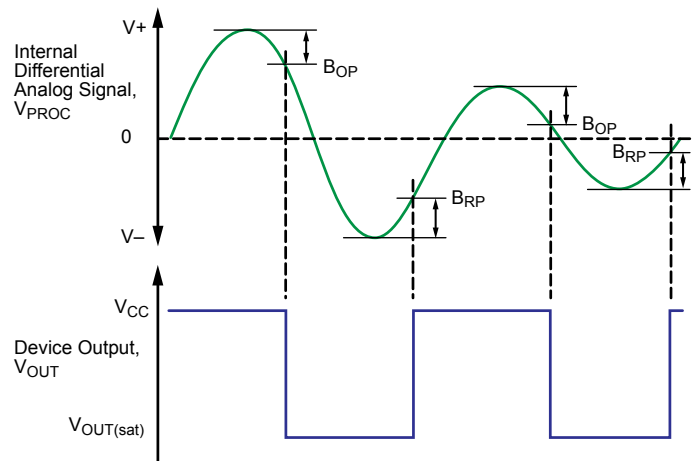 V+
Internal
Differential
Analog Signal,
VPROC
0
V–
BOP
BRP
BOP
BRP
VCC
Device Output,
VOUT
VOUT(sat)